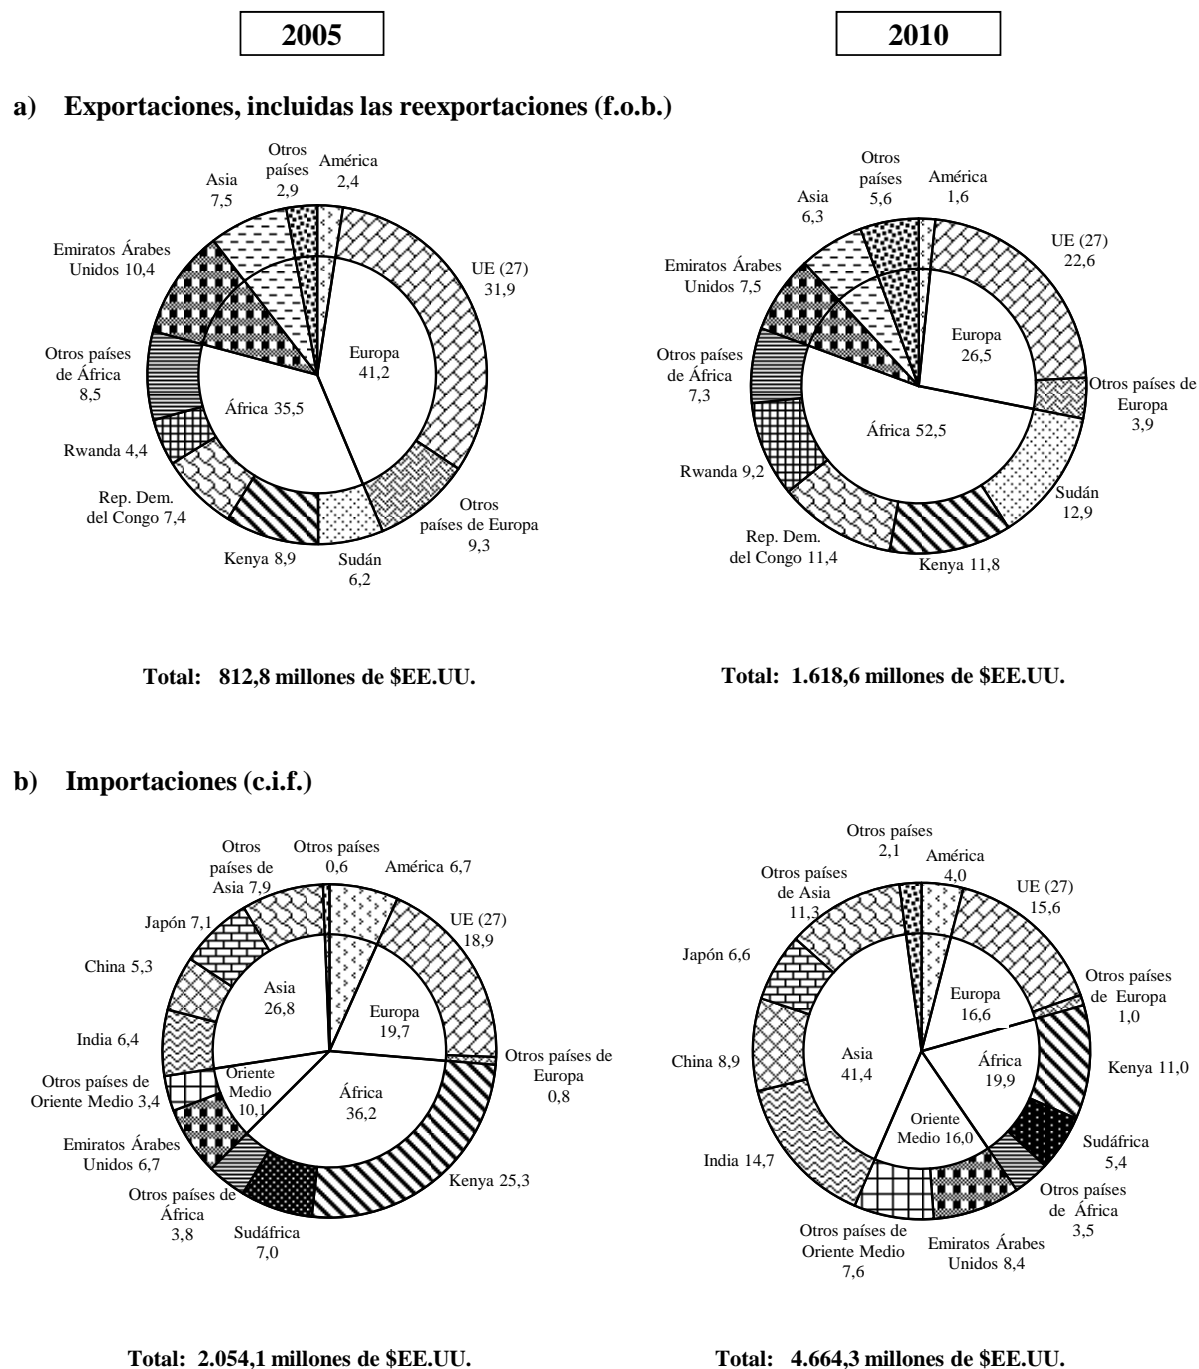 2005
2010
a) Exportaciones, incluidas las reexportaciones (f.o.b.)
Otros
países
2,9
América
2,4
Asia
7,5
Emiratos Árabes
Unidos 10,4
UE (27)
31,9
Europa
41,2
Otros países
de África
8,5
África 35,5
Rwanda 4,4
Rep. Dem.
del Congo 7,4
Kenya 8,9
Sudán
6,2
Otros
países de Europa
9,3
Otros
países
5,6
América
1,6
Asia
6,3
Emiratos Árabes
Unidos 7,5
UE (27)
22,6
Europa
26,5
Otros países
de África
7,3
Otros países de
Europa
3,9
África 52,5
Rwanda 9,2
Rep. Dem.
del Congo 11,4
Kenya 11,8
Sudán
12,9
Total: 812,8 millones de $EE.UU.
Total: 1.618,6 millones de $EE.UU.
b) Importaciones (c.i.f.)
Otros
países de
Asia 7,9
Otros países
0,6
América 6,7
Japón 7,1
UE (27)
18,9
China 5,3
Asia
26,8
Europa
19,7
India 6,4
Oriente
Medio
10,1
Otros países de
Oriente Medio 3,4
África
36,2
Otros países de
Europa
0,8
Emiratos Árabes
Unidos 6,7
Otros países de
África
3,8
Sudáfrica
7,0
Kenya 25,3
Otros países
2,1
América
4,0
Otros países
de Asia
11,3
UE (27)
15,6
Japón 6,6
Europa
16,6
Otros países
de Europa
1,0
China 8,9
Asia
41,4
África
19,9
Kenya 11,0
Oriente
Medio 16,0
India 14,7
Sudáfrica
5,4
Otros países
de África
3,5
Otros países de
Oriente Medio
7,6
Emiratos Árabes
Unidos 8,4
Total: 2.054,1 millones de $EE.UU.
Total: 4.664,3 millones de $EE.UU.